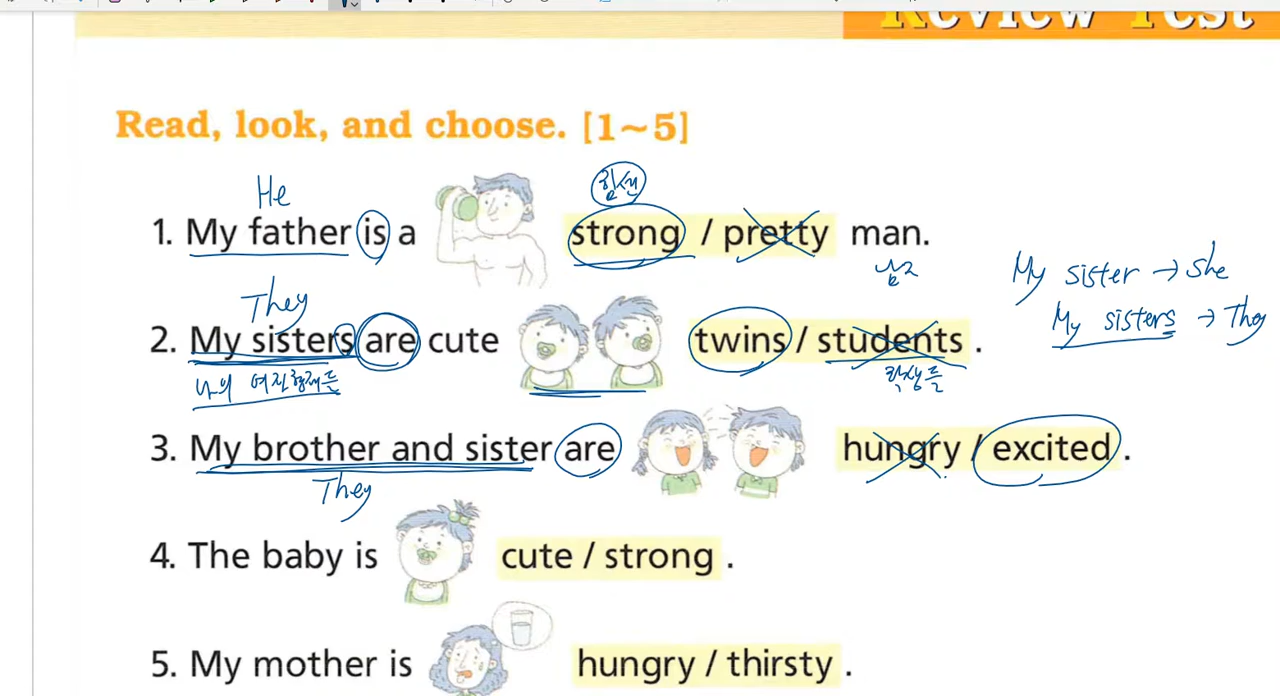 Review Test
Read, look, and choose. [1~5]
He
힘센
1. My father is a strong / pretty man.
남자
My sister → She
They
My sisters → They
2. My sisters are cute twins / students .
나의 여자형제들
학생들
3. My brother and sister are hungry / excited .
They
4. The baby is cute / strong .
5. My mother is hungry / thirsty .